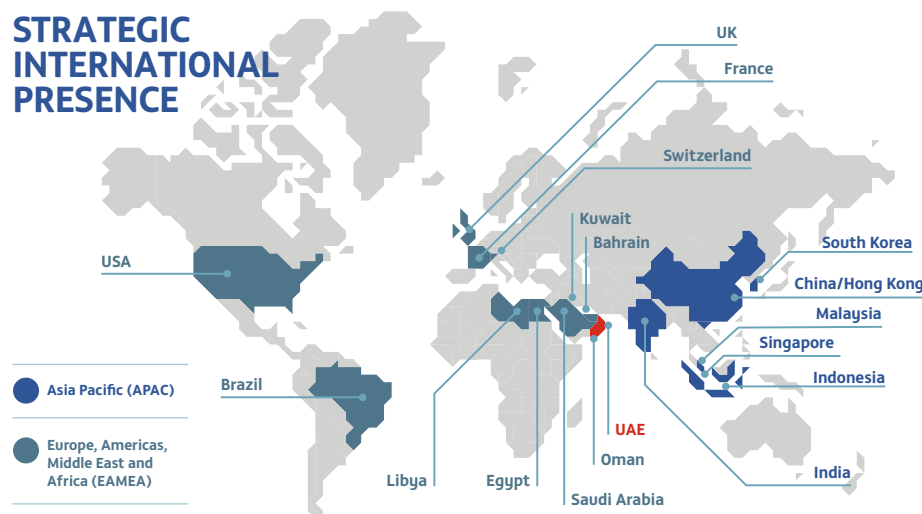 STRATEGIC
INTERNATIONAL
PRESENCE
UK
France
Switzerland
Kuwait
Bahrain
South Korea
USA
China/Hong Kong
Malaysia
Singapore
Indonesia
Brazil
Asia Pacific (APAC)
UAE
Europe, Americas,
Middle East and
Africa (EAMEA)
Oman
India
Libya
Egypt
Saudi Arabia